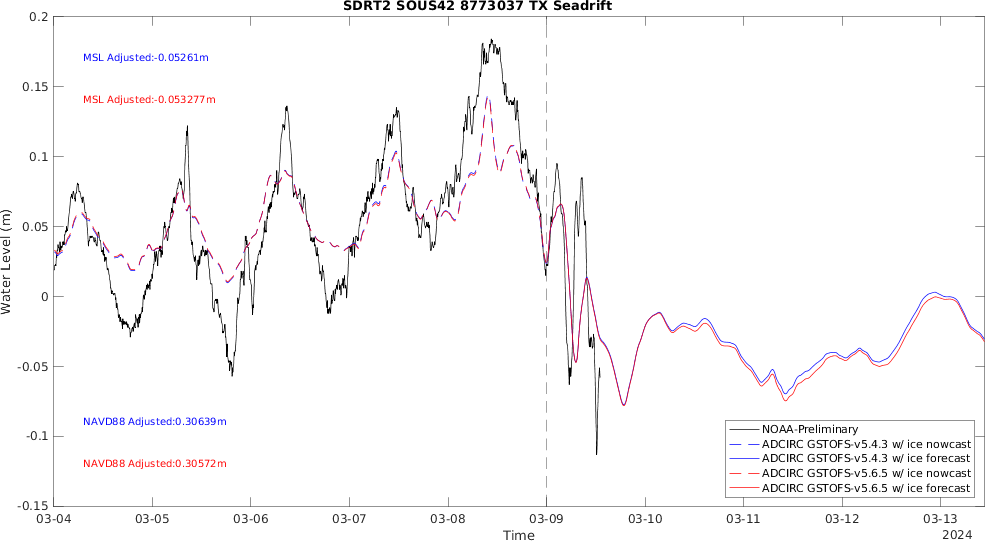 SDRT2 SOUS42 8773037 TX Seadrift
0.2
0.15
0.1
0.05
0
-0.05
-0.1
-0.15
Water Level (m)
MSL Adjusted:-0.05261m
MSL Adjusted:-0.053277m
NAVD88 Adjusted:0.30639m
NAVD88 Adjusted:0.30572m
NOAA-Preliminary
ADCIRC GSTOFS-v5.4.3 w/ ice nowcast
ADCIRC GSTOFS-v5.4.3 w/ ice forecast
ADCIRC GSTOFS-v5.6.5 w/ ice nowcast
ADCIRC GSTOFS-v5.6.5 w/ ice forecast
03-04 03-05 03-06 03-07 03-08 03-09 03-10 03-11 03-12 03-13
Time
2024